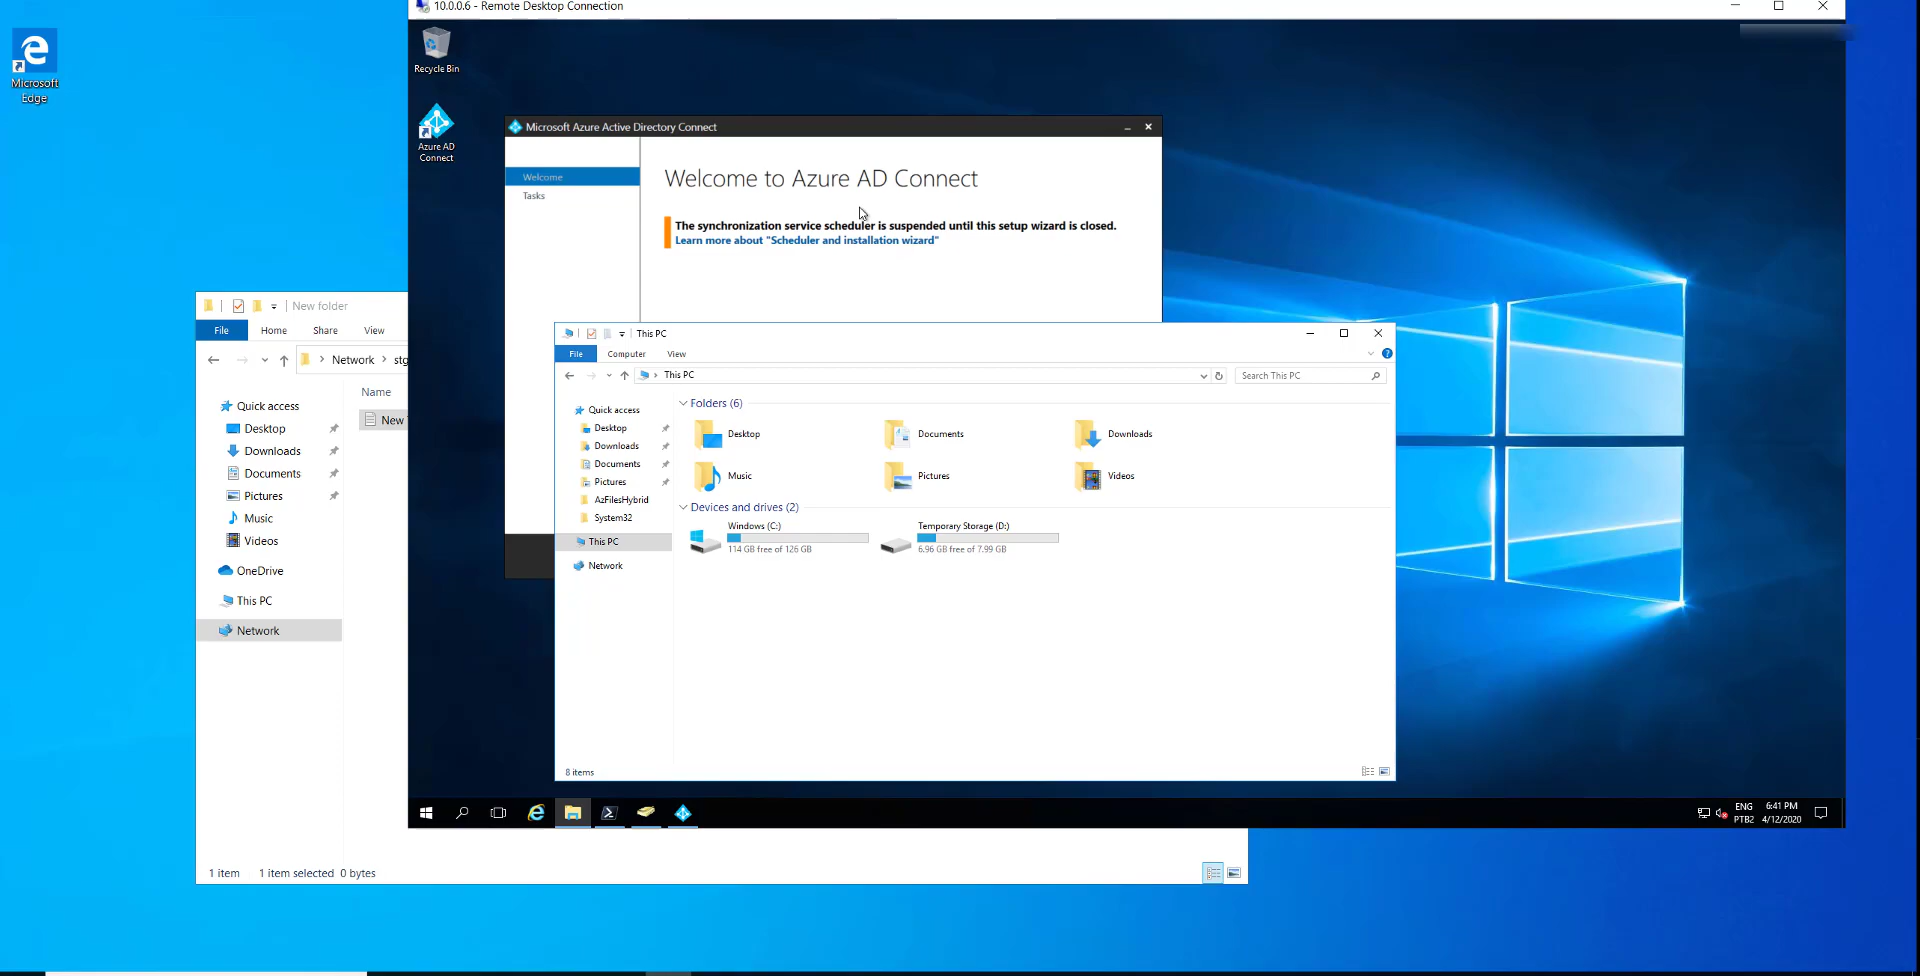 10.0.0.6 - Remote Desktop Connection
Microsoft
Edge
Recycle Bin
Azure AD
Connect
Microsoft Azure Active Directory Connect
Welcome
Tasks
Welcome to Azure AD Connect
The synchronization service scheduler is suspended until this setup wizard is closed.
Learn more about "Scheduler and installation wizard"
New folder
File Home Share View
Network stg
Name
Quick access
New
Desktop
Downloads
Documents
Pictures
Music
Videos
OneDrive
This PC
Network
1 item 1 item selected 0 bytes
This PC
File Computer View
This PC
Search This PC
Quick access
Desktop
Downloads
Documents
Pictures
AzFilesHybrid
System32
This PC
Network
Folders (6)
Desktop Documents Downloads
Music Pictures Videos
Devices and drives (2)
Windows (C:)
114 GB free of 126 GB
Temporary Storage (D:)
6.96 GB free of 7.99 GB
8 items
ENG
PTB2
6:41 PM
4/12/2020